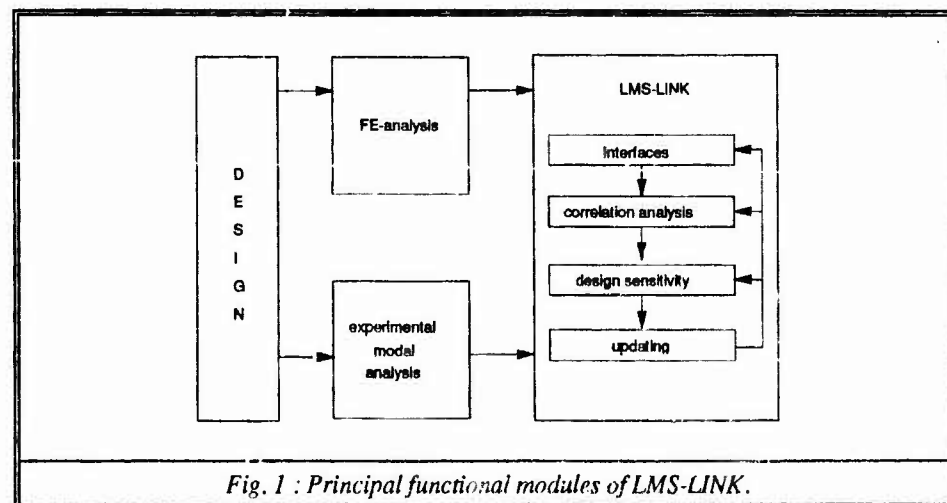 DESIGN
FE-analysis
experimental
modal
analysis
LMS-LINK
interfaces
correlation analysis
design sensitivity
updating
Fig. 1 : Principal functional modules of LMS-LINK.